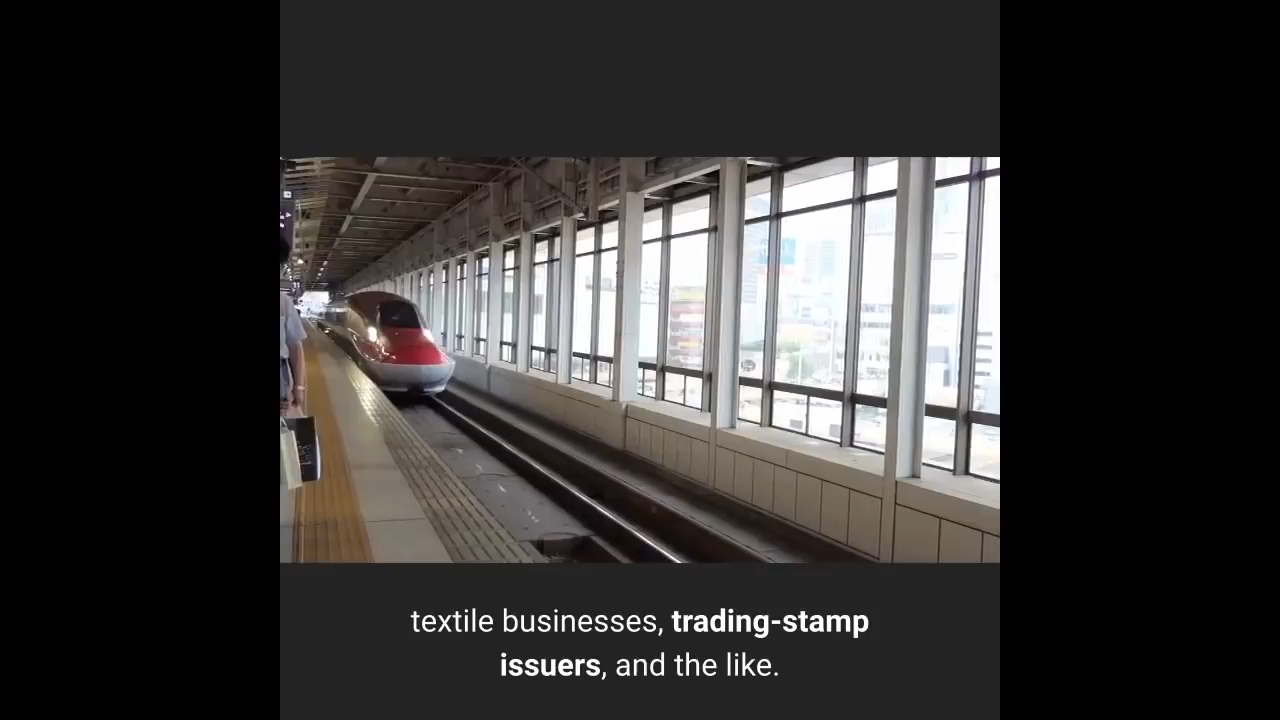 textile businesses, trading-stamp
issuers, and the like.